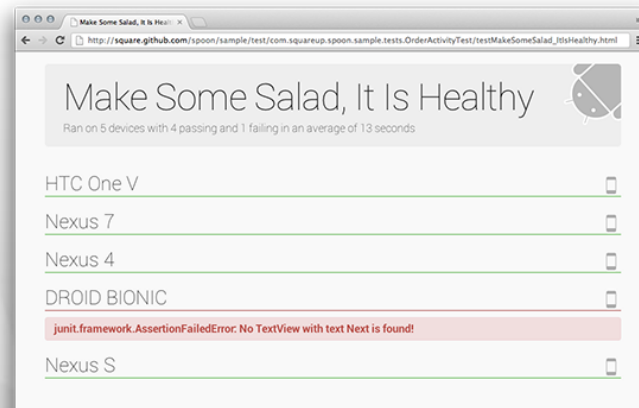 Make Some Salad, It Is Healt
http://square.github.com/spoon/sample/test/com.squareup.spoon.sample.tests.OrderActivityTest/testMakeSomeSalad_ItIsHealthy.html
Make Some Salad, It Is Healthy
Ran on 5 devices with 4 passing and 1 failing in an average of 13 seconds
HTC One V
Nexus 7
Nexus 4
DROID BIONIC
junit.framework.AssertionFailedError: No TextView with text Next is found!
Nexus S